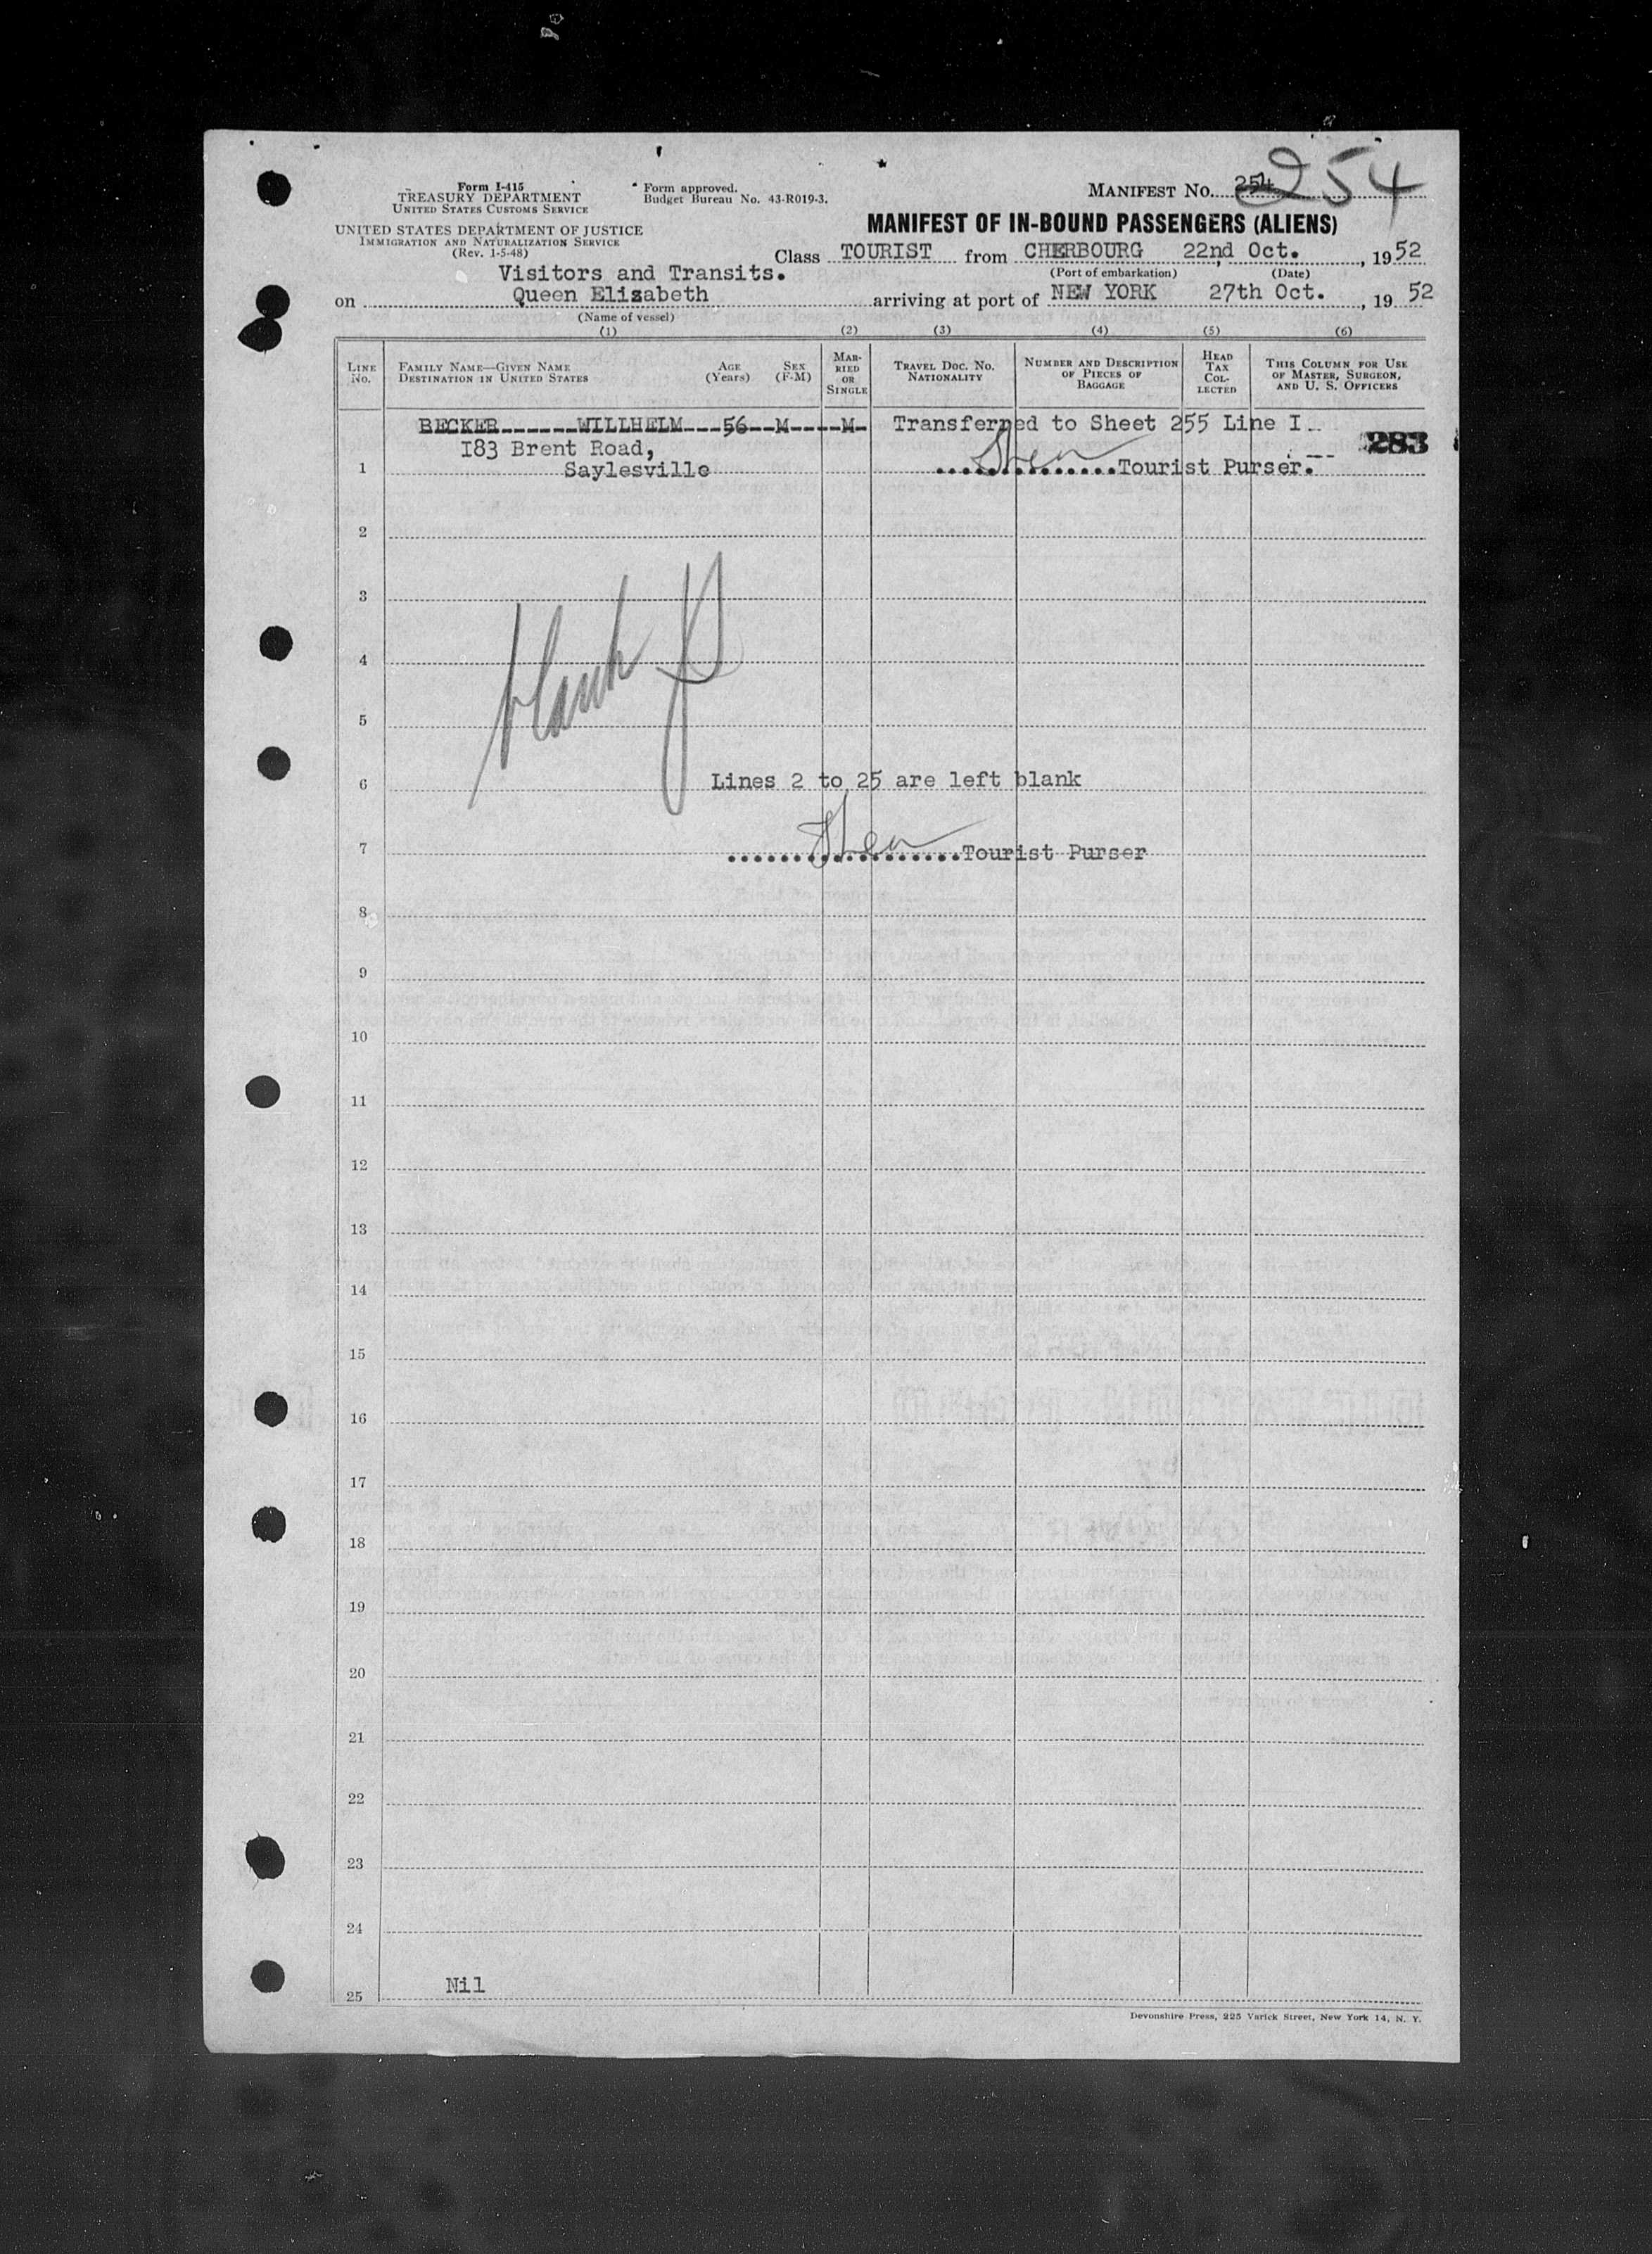 Form I-415
TREASURY DEPARTMENT
UNITED STATES CUSTOMS SERVICE
UNITED STATES DEPARTMENT OF JUSTICE
IMMIGRATION AND NATURALIZATION SERVICE
(Rev. 1-5-48)
Form approved.
Budget Bureau No. 43-R019-3.
MANIFEST No. 254 254
MANIFEST OF IN-BOUND PASSENGERS (ALIENS)
Class TOURIST from CHERBOURG 22nd Oct., 1952
(Port of embarkation) (Date)
Visitors and Transits.
on Queen Elizabeth arriving at port of NEW YORK 27th Oct., 1952
(Name of vessel)
(1) (2) (3) (4) (5) (6)
LINE No.
FAMILY NAME—GIVEN NAME
DESTINATION IN UNITED STATES
AGE (Years)
SEX (F-M)
MARRIED OR SINGLE
TRAVEL DOC. No. NATIONALITY
NUMBER AND DESCRIPTION OF PIECES OF BAGGAGE
HEAD TAX COLLECTED
THIS COLUMN FOR USE OF MASTER, SURGEON, AND U. S. OFFICERS
BECKER WILLHELM 56 M M Transferred to Sheet 255 Line I
I83 Brent Road, 283
1 Saylesville Tourist Purser.
2
3
blank
4
5
6 Lines 2 to 25 are left blank
7 Tourist Purser
8
9
10
11
12
13
14
15
16
17
18
19
20
21
22
23
24
25 Nil
Devonshire Press, 225 Varick Street, New York 14, N. Y.